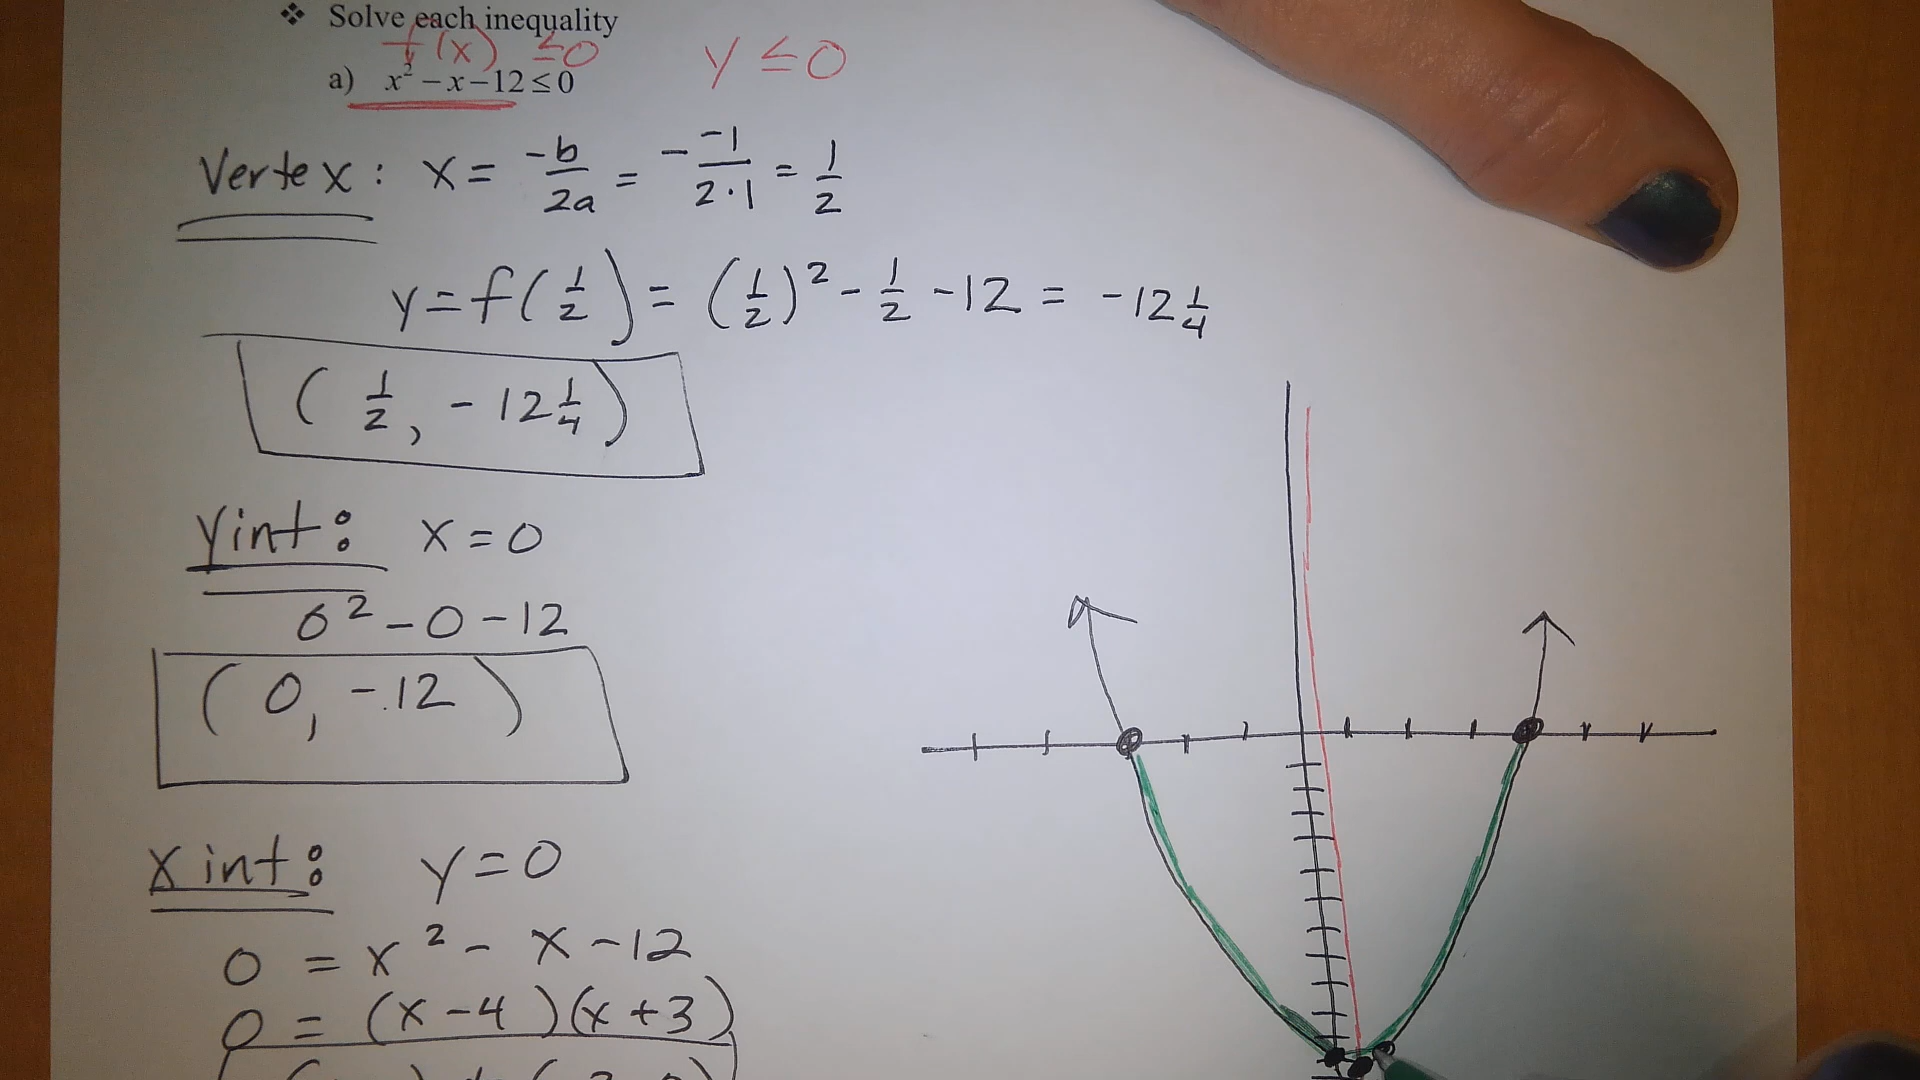 ❖ Solve each inequality
f(x) ≤0 y ≤ 0
a) x² – x – 12 ≤ 0
Vertex: x = -b/2a = - -1/2·1 = 1/2
y = f(1/2) = (1/2)² - 1/2 - 12 = -12 1/4
(1/2, -12 1/4)
Yint: x = 0
0² - 0 - 12
(0, -12)
Xint: y = 0
0 = x² - x - 12
0 = (x - 4)(x + 3)